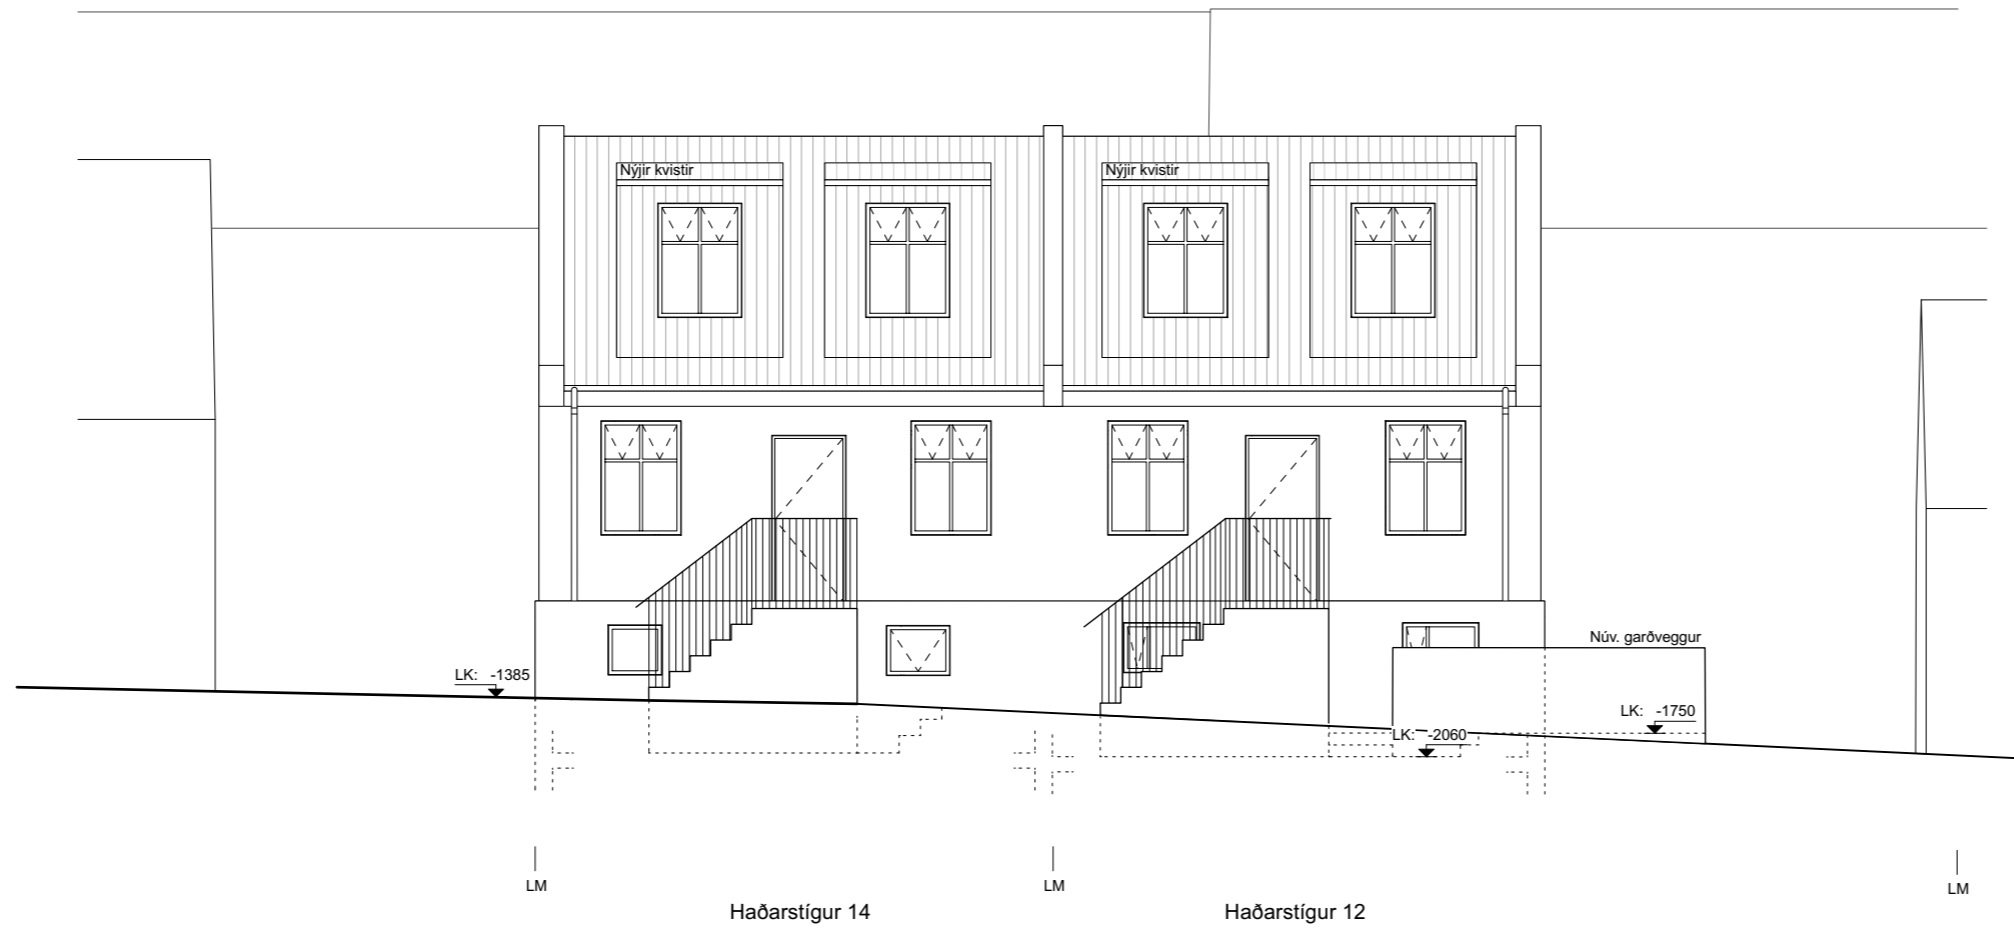 Nýjir kvistir
Nýjir kvistir
Núv. garðveggur
LK: -1385
LK: -1750
LK: -2060
LM
LM
LM
Haðarstígur 14
Haðarstígur 12